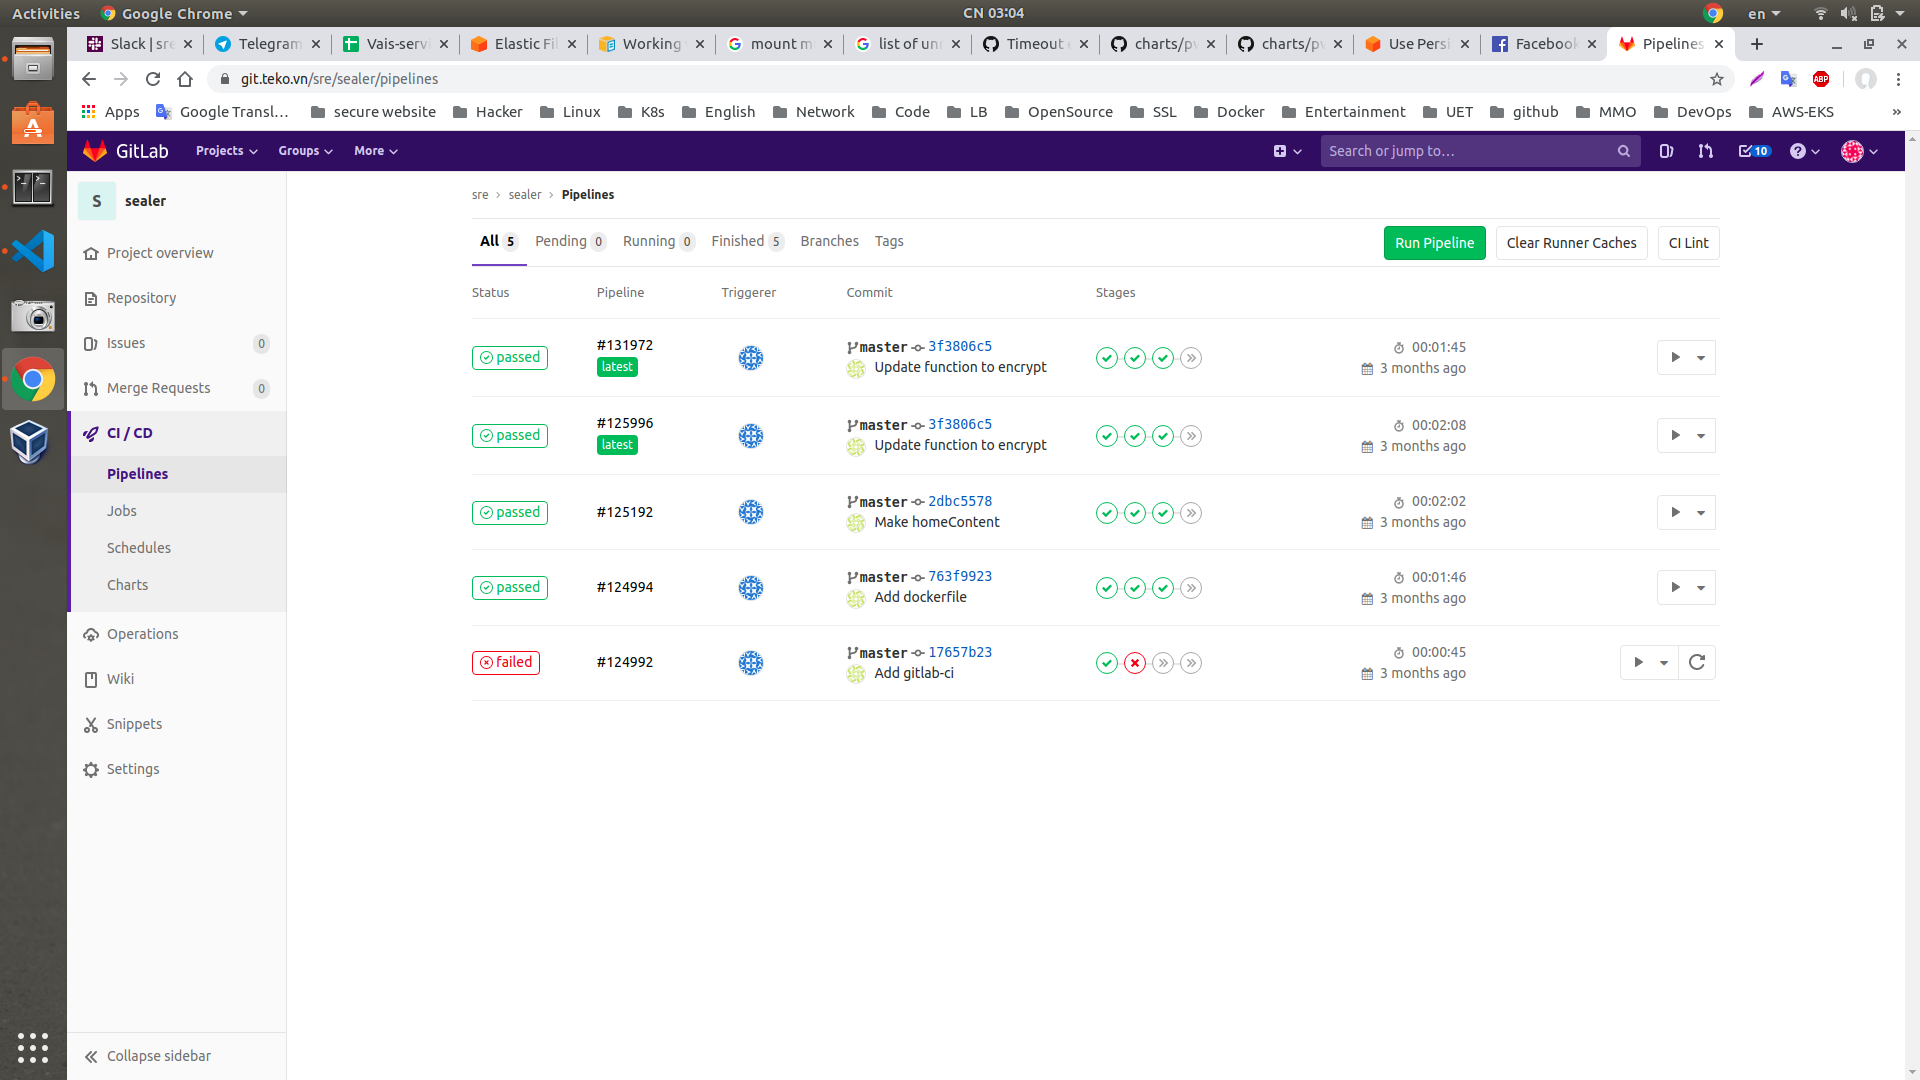 Activities Google Chrome CN 03:04 en
Slack | sre Telegram Vais-servi Elastic Fil Working mount m list of un Timeout charts/pv charts/pv Use Persi Facebook Pipelines
git.teko.vn/sre/sealer/pipelines ABP
Apps Google Transl... secure website Hacker Linux K8s English Network Code LB OpenSource SSL Docker Entertainment UET github MMO DevOps AWS-EKS »
GitLab Projects Groups More Search or jump to… 10
S sealer
Project overview
Repository
Issues 0
Merge Requests 0
CI / CD
Pipelines
Jobs
Schedules
Charts
Operations
Wiki
Snippets
Settings
Collapse sidebar
sre › sealer › Pipelines
All 5 Pending 0 Running 0 Finished 5 Branches Tags Run Pipeline Clear Runner Caches CI Lint
Status Pipeline Triggerer Commit Stages
passed #131972 latest master 3f3806c5 00:01:45
Update function to encrypt 3 months ago
passed #125996 latest master 3f3806c5 00:02:08
Update function to encrypt 3 months ago
passed #125192 master 2dbc5578 00:02:02
Make homeContent 3 months ago
passed #124994 master 763f9923 00:01:46
Add dockerfile 3 months ago
failed #124992 master 17657b23 00:00:45
Add gitlab-ci 3 months ago